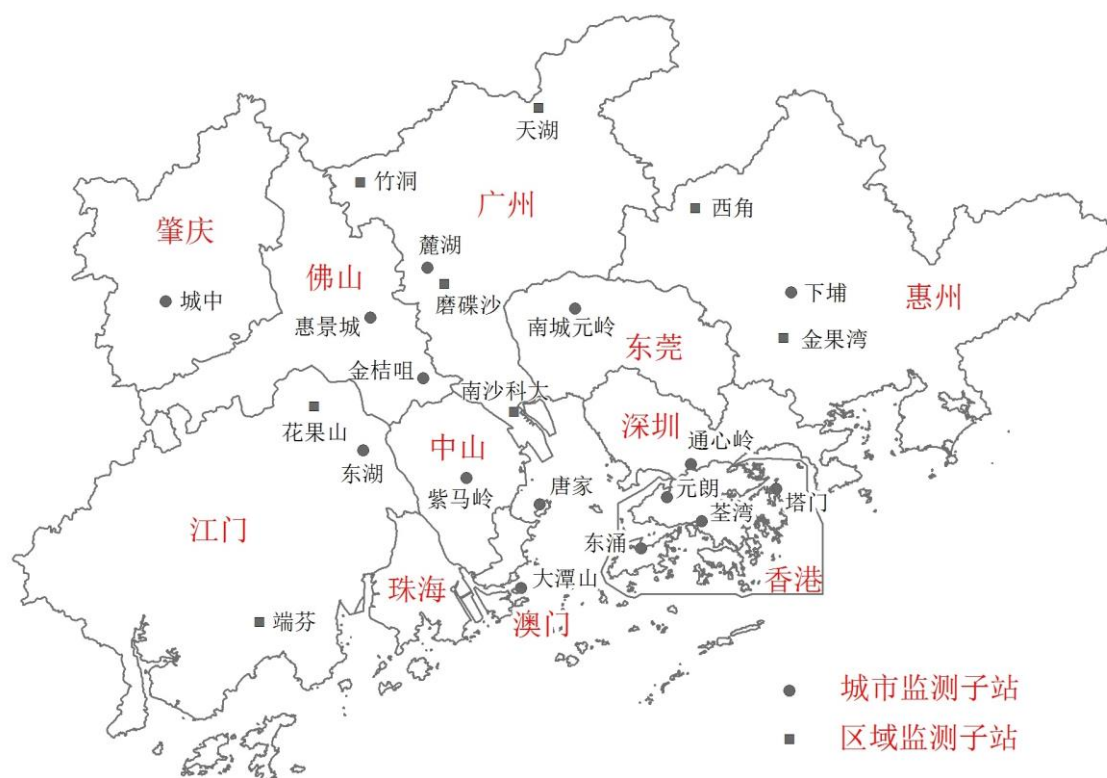 天湖
竹洞
广州
西角
肇庆
麓湖
佛山
磨碟沙
城中
下埔
惠州
惠景城
南城元岭
东莞
金果湾
金桔咀
南沙科大
花果山
中山
深圳
通心岭
东湖
紫马岭
唐家
元朗
塔门
荃湾
江门
东涌
珠海
大潭山
香港
端芬
澳门
城市监测子站
区域监测子站